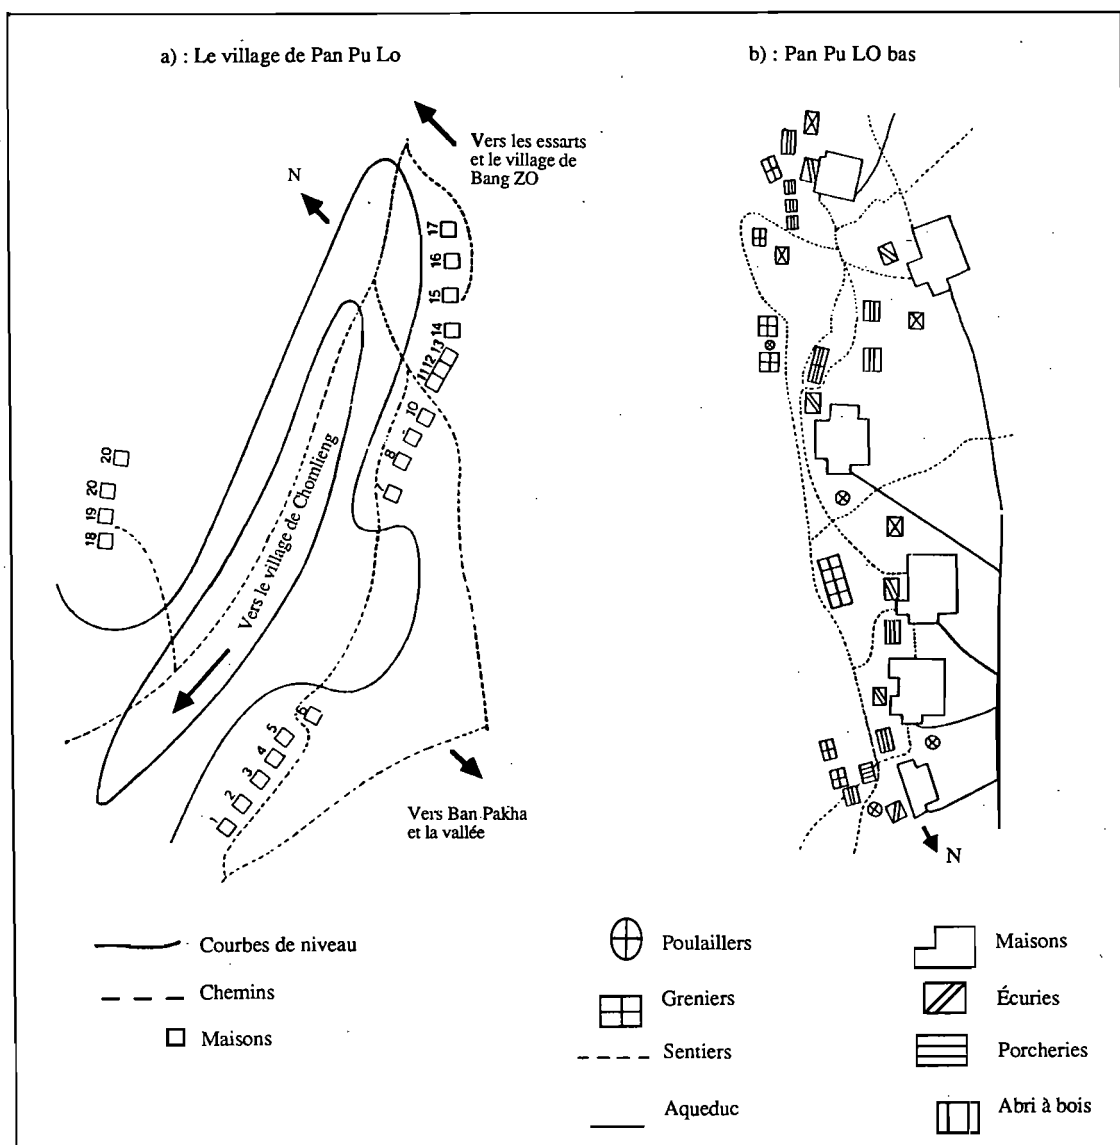 a) : Le village de Pan Pu Lo
b) : Pan Pu LO bas
Vers les essarts
et le village de
Bang ZO
N
17
16
15
14
13
12
11
10
8
7
20
20
19
18
Vers le village de Chomlieng
6
5
4
3
2
1
Vers Ban Pakha
et la vallée
N
Courbes de niveau
Chemins
Maisons
Poulaillers
Greniers
Sentiers
Aqueduc
Maisons
Écuries
Porcheries
Abri à bois